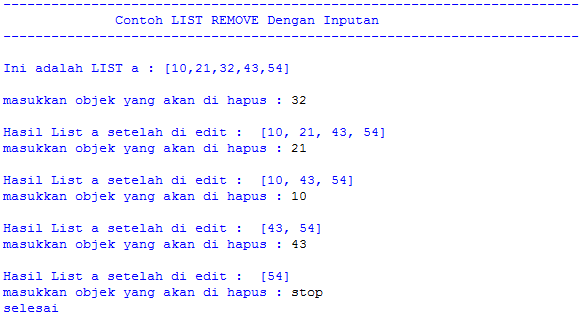 ------------------------------------------------------------------------
Contoh LIST REMOVE Dengan Inputan
------------------------------------------------------------------------
Ini adalah LIST a : [10,21,32,43,54]
masukkan objek yang akan di hapus : 32
Hasil List a setelah di edit :  [10, 21, 43, 54]
masukkan objek yang akan di hapus : 21
Hasil List a setelah di edit :  [10, 43, 54]
masukkan objek yang akan di hapus : 10
Hasil List a setelah di edit :  [43, 54]
masukkan objek yang akan di hapus : 43
Hasil List a setelah di edit :  [54]
masukkan objek yang akan di hapus : stop
selesai